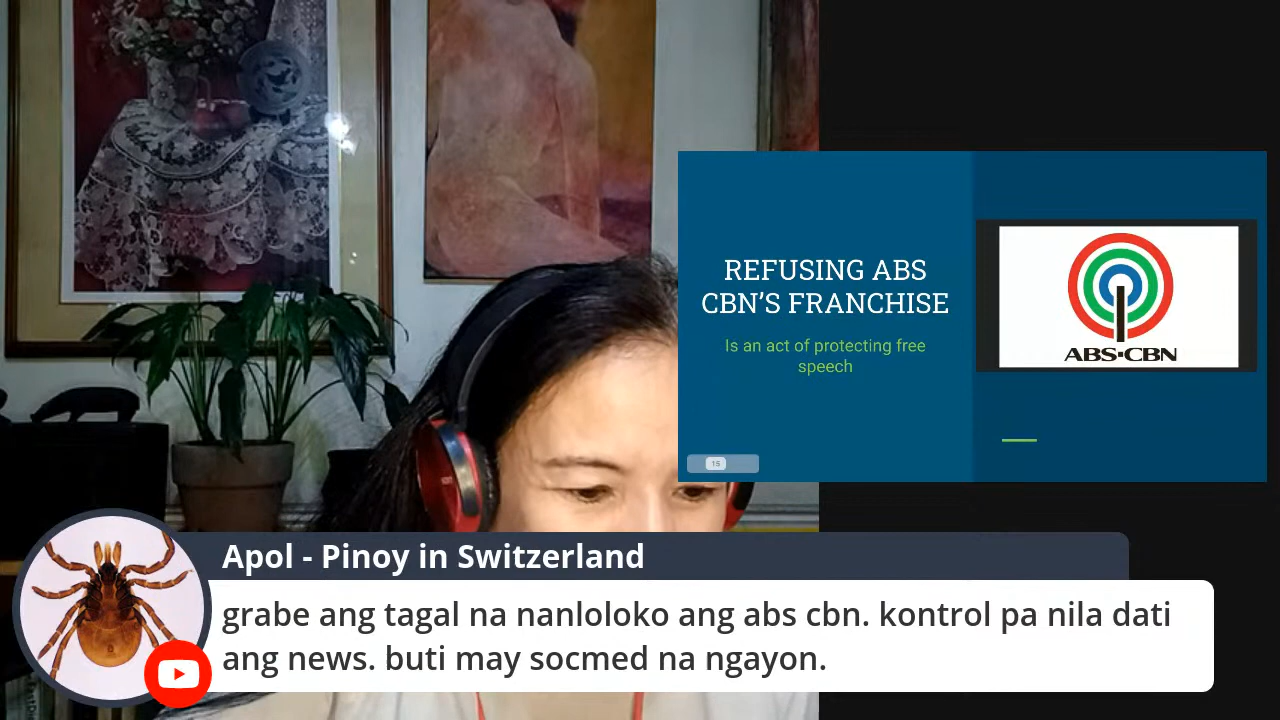 REFUSING ABS
CBN'S FRANCHISE
Is an act of protecting free
speech
ABS·CBN
15
Apol - Pinoy in Switzerland
grabe ang tagal na nanloloko ang abs cbn. kontrol pa nila dati
ang news. buti may socmed na ngayon.